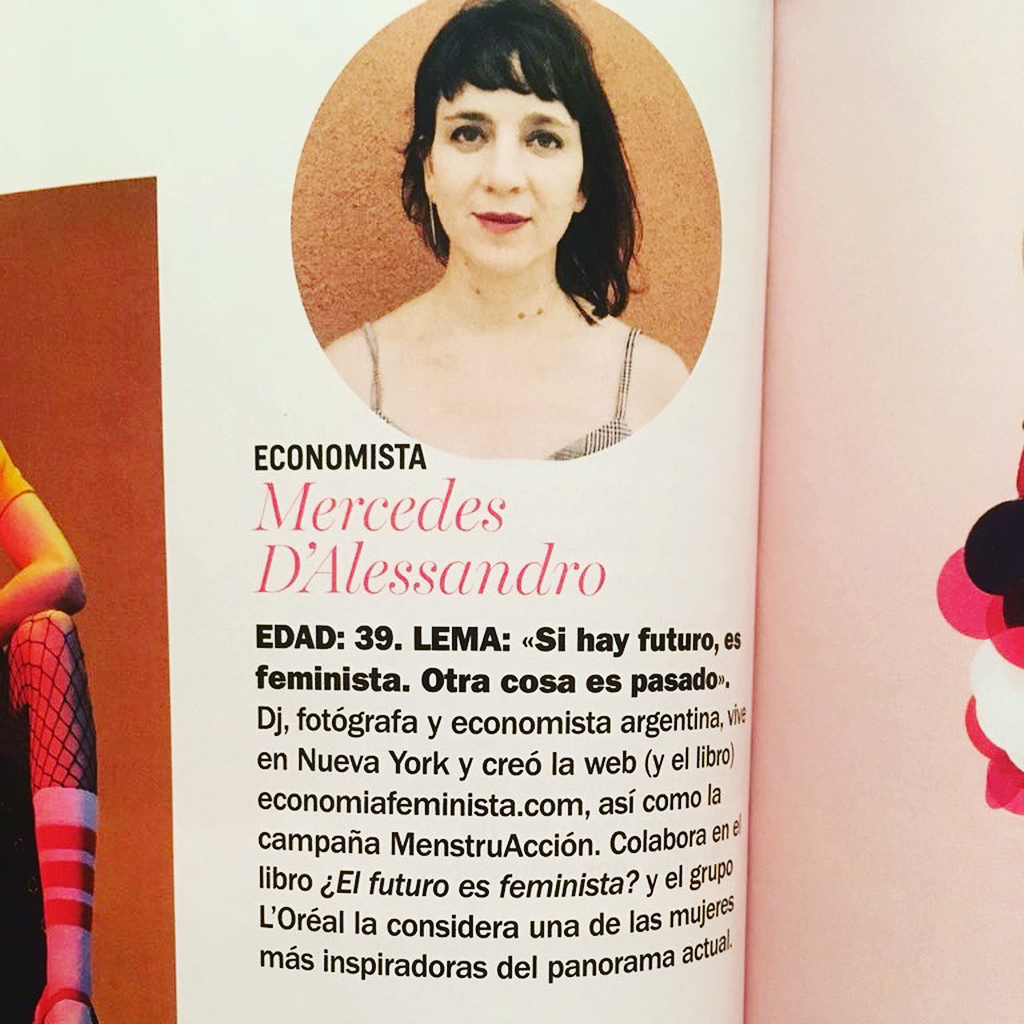 ECONOMISTA
Mercedes
D'Alessandro
EDAD: 39. LEMA: «Si hay futuro, es
feminista. Otra cosa es pasado».
Dj, fotógrafa y economista argentina, vive
en Nueva York y creó la web (y el libro)
economiafeminista.com, así como la
campaña MenstruAcción. Colabora en el
libro ¿El futuro es feminista? y el grupo
L'Oréal la considera una de las mujeres
más inspiradoras del panorama actual.